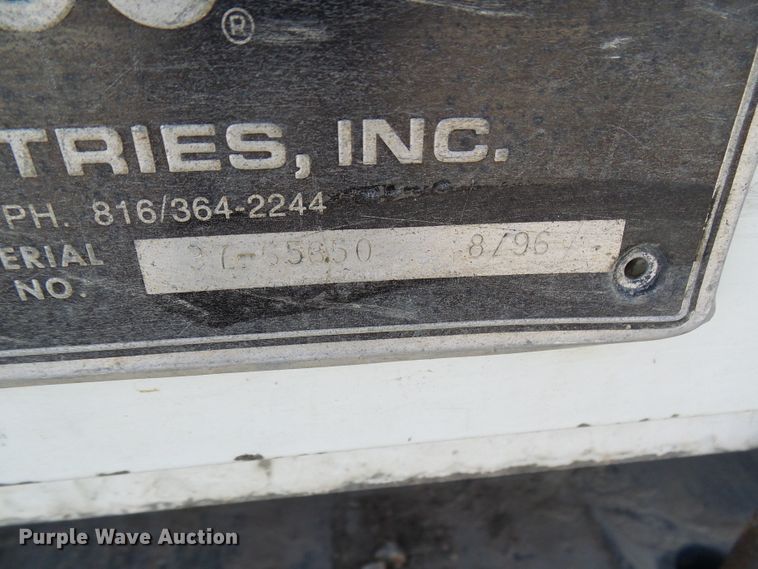 ®
TRIES, INC.
PH. 816/364-2244
ERIAL
NO.
8/96
Purple Wave Auction